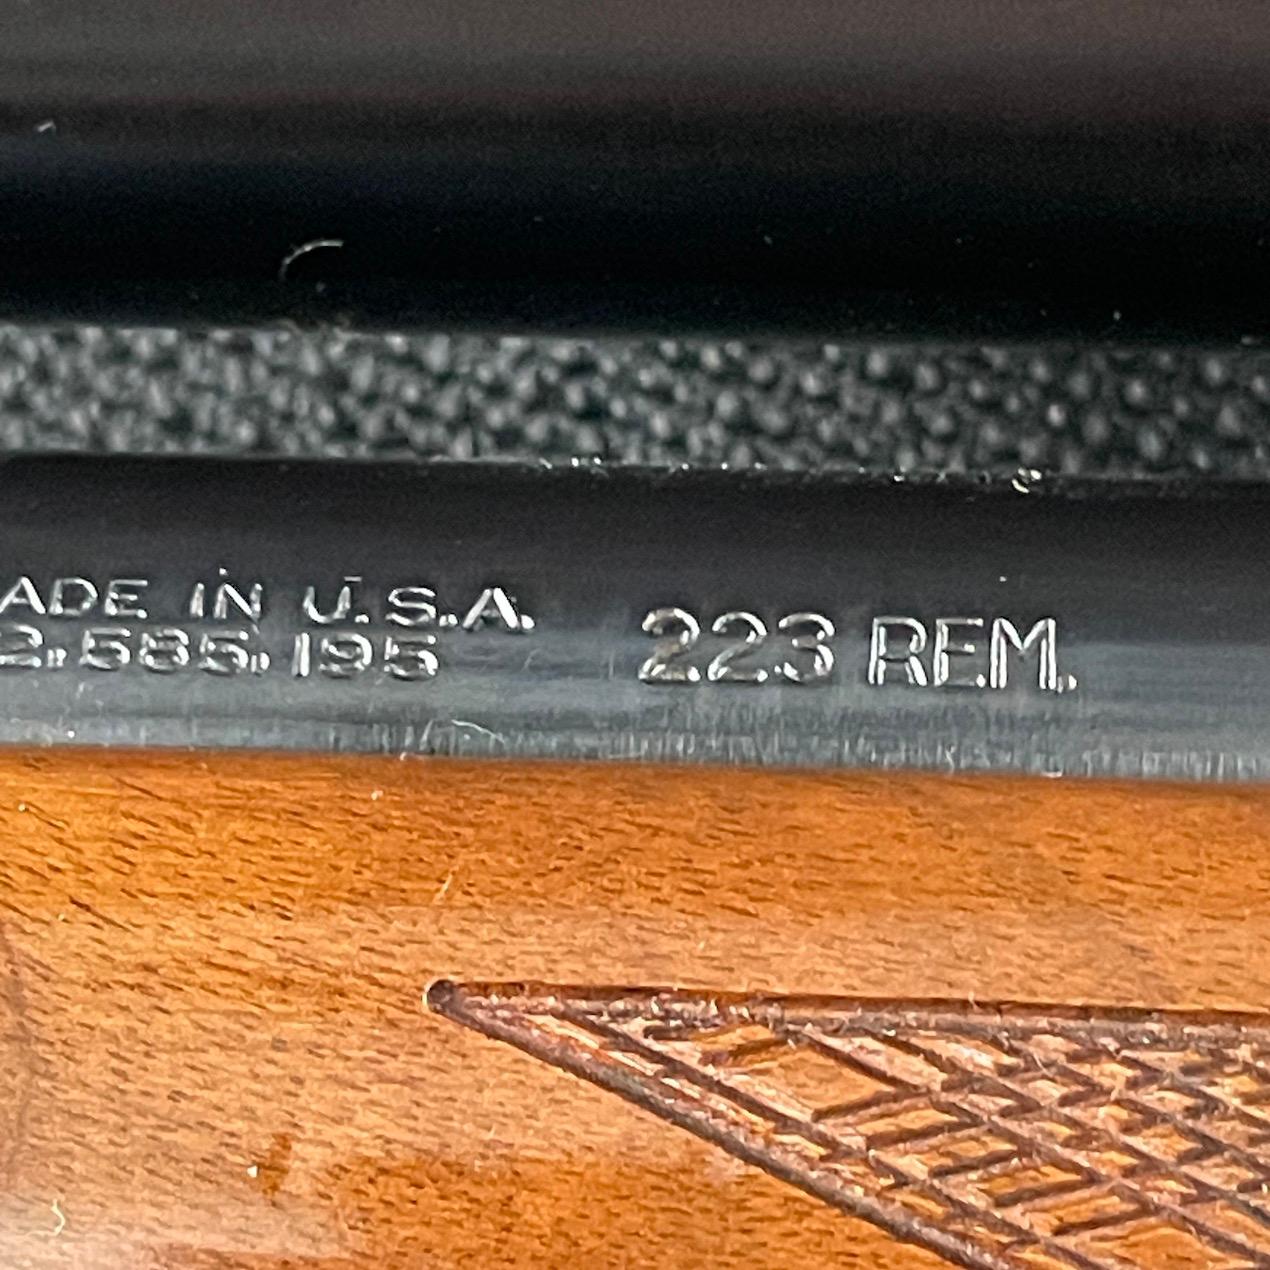 ADE IN U.S.A.
2.585.195
223 REM.